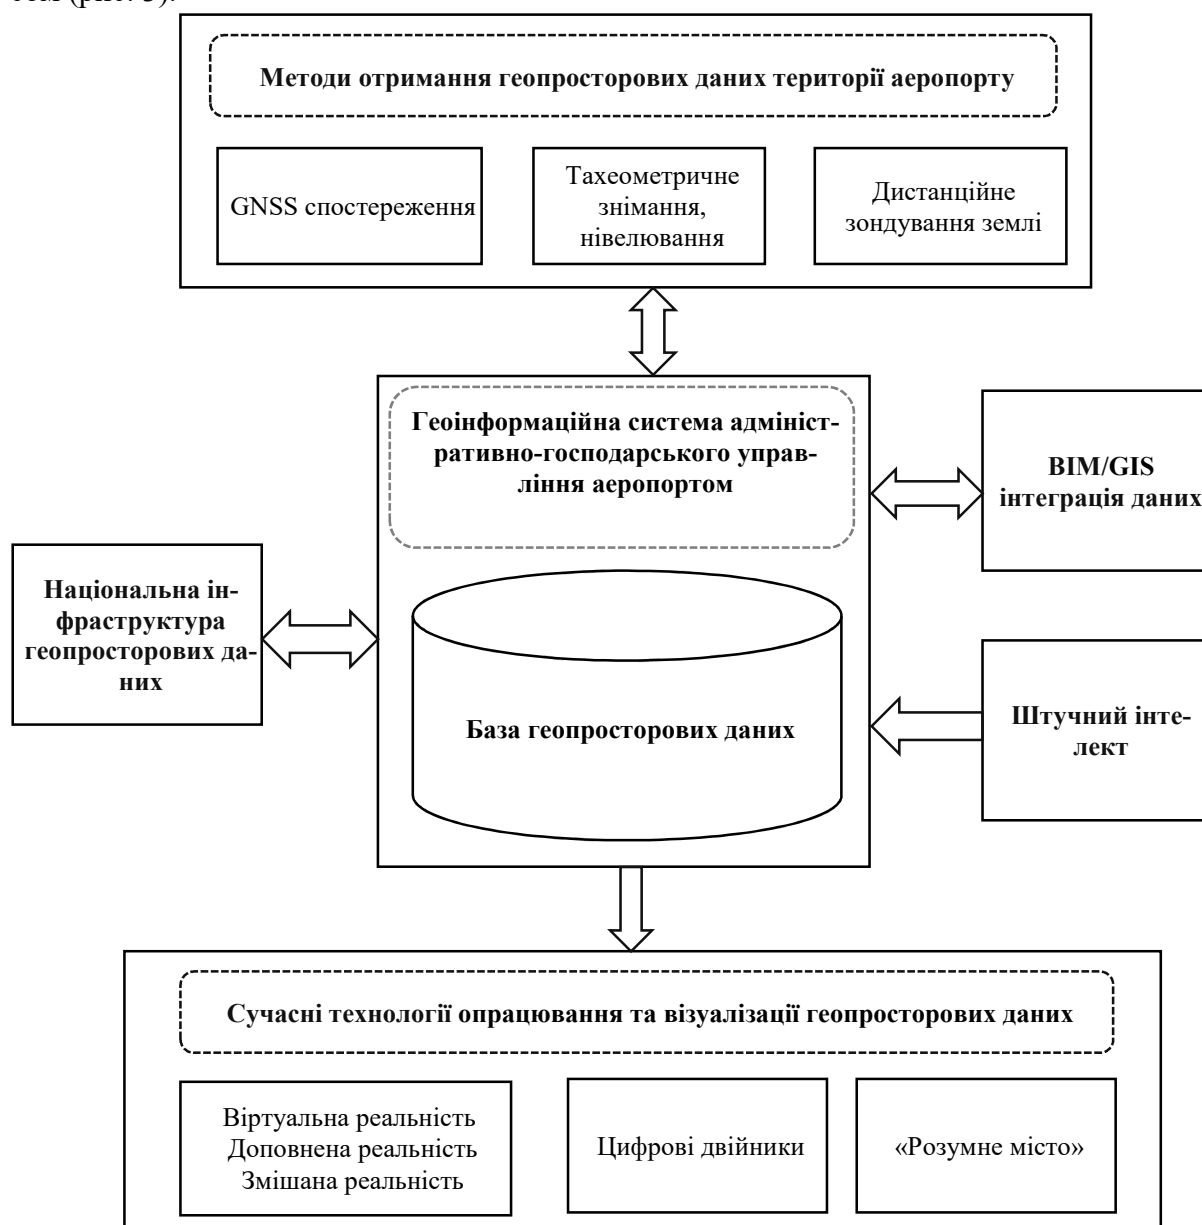 Методи отримання геопросторових даних території аеропорту
GNSS спостереження
Тахеометричне
знімання,
нівелювання
Дистанційне
зондування землі
Геоінформаційна система адмініст-
ративно-господарського управ-
ління аеропортом
BIM/GIS
інтеграція даних
Національна ін-
фраструктура
геопросторових да-
них
База геопросторових даних
Штучний інте-
лект
Сучасні технології опрацювання та візуалізації геопросторових даних
Віртуальна реальність
Доповнена реальність
Змішана реальність
Цифрові двійники
«Розумне місто»